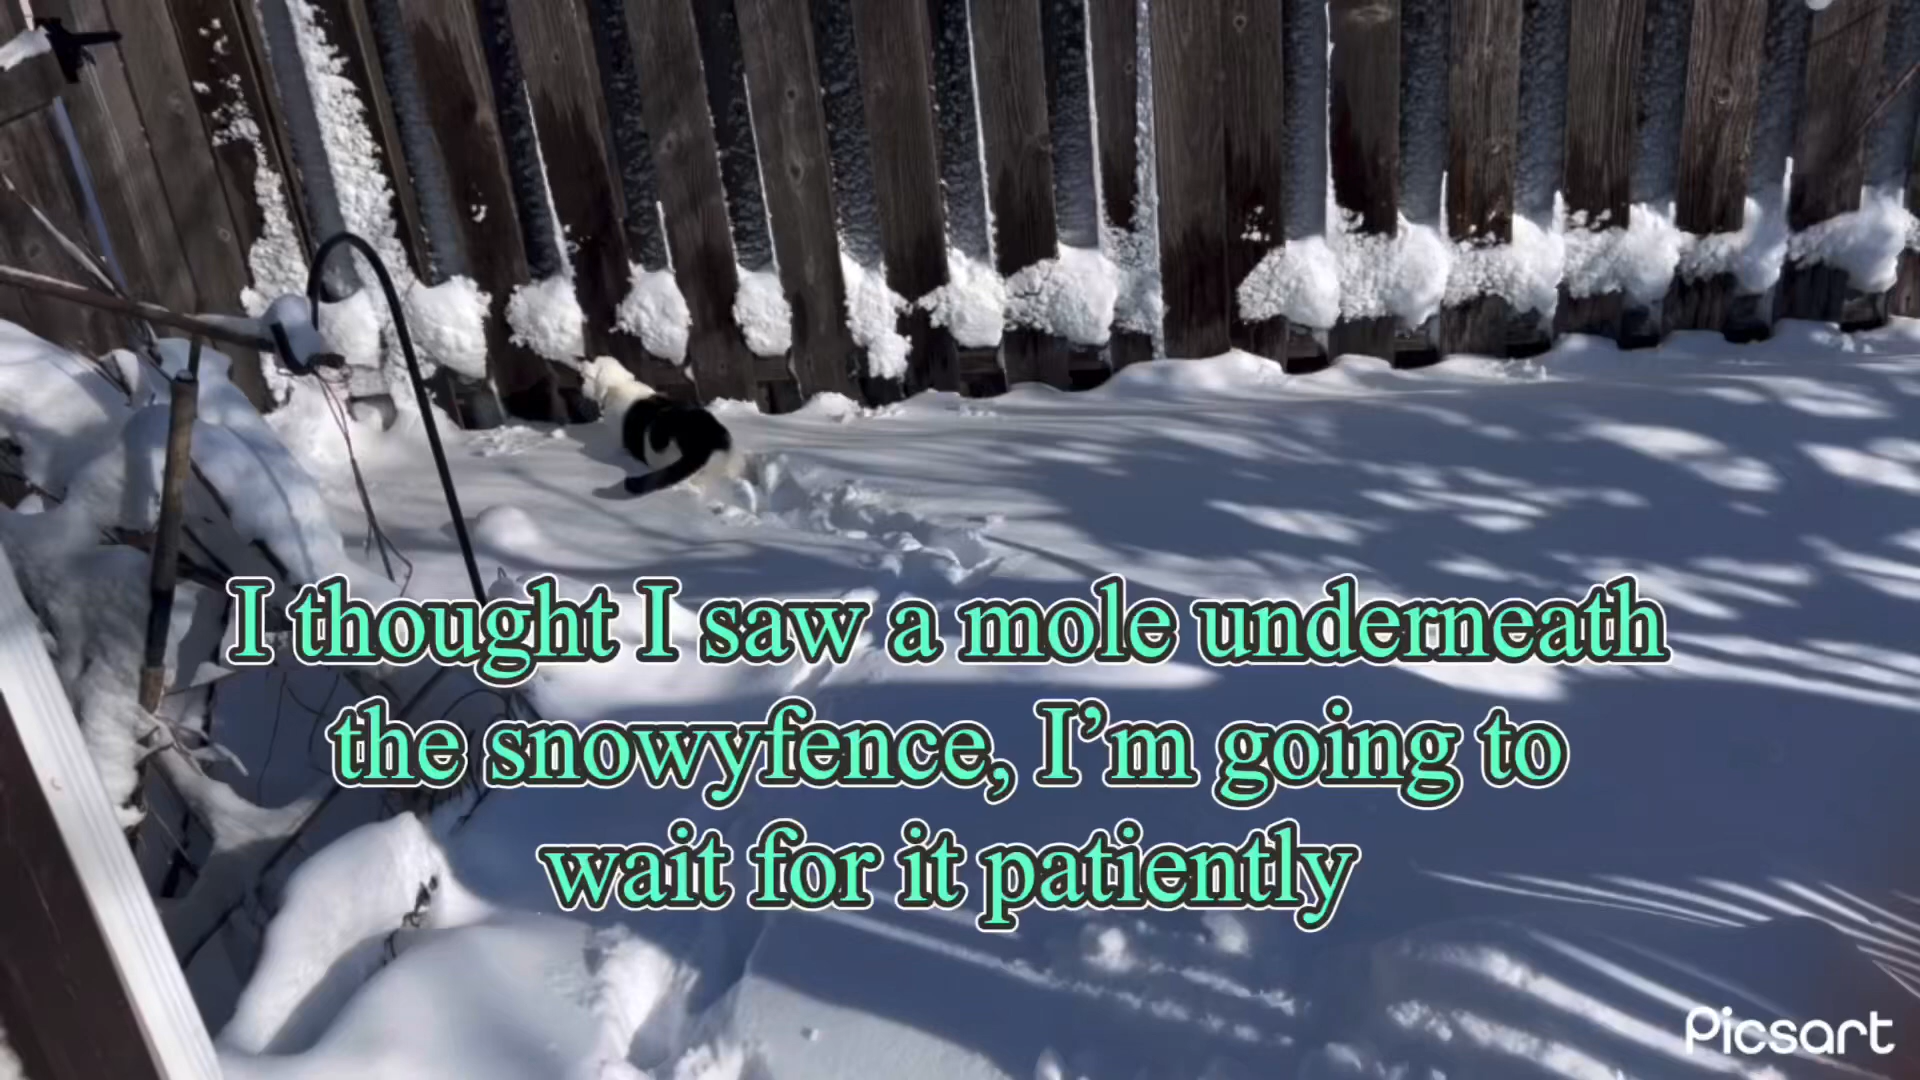 I thought I saw a mole underneath
the snowyfence, I’m going to
wait for it patiently
Picsart